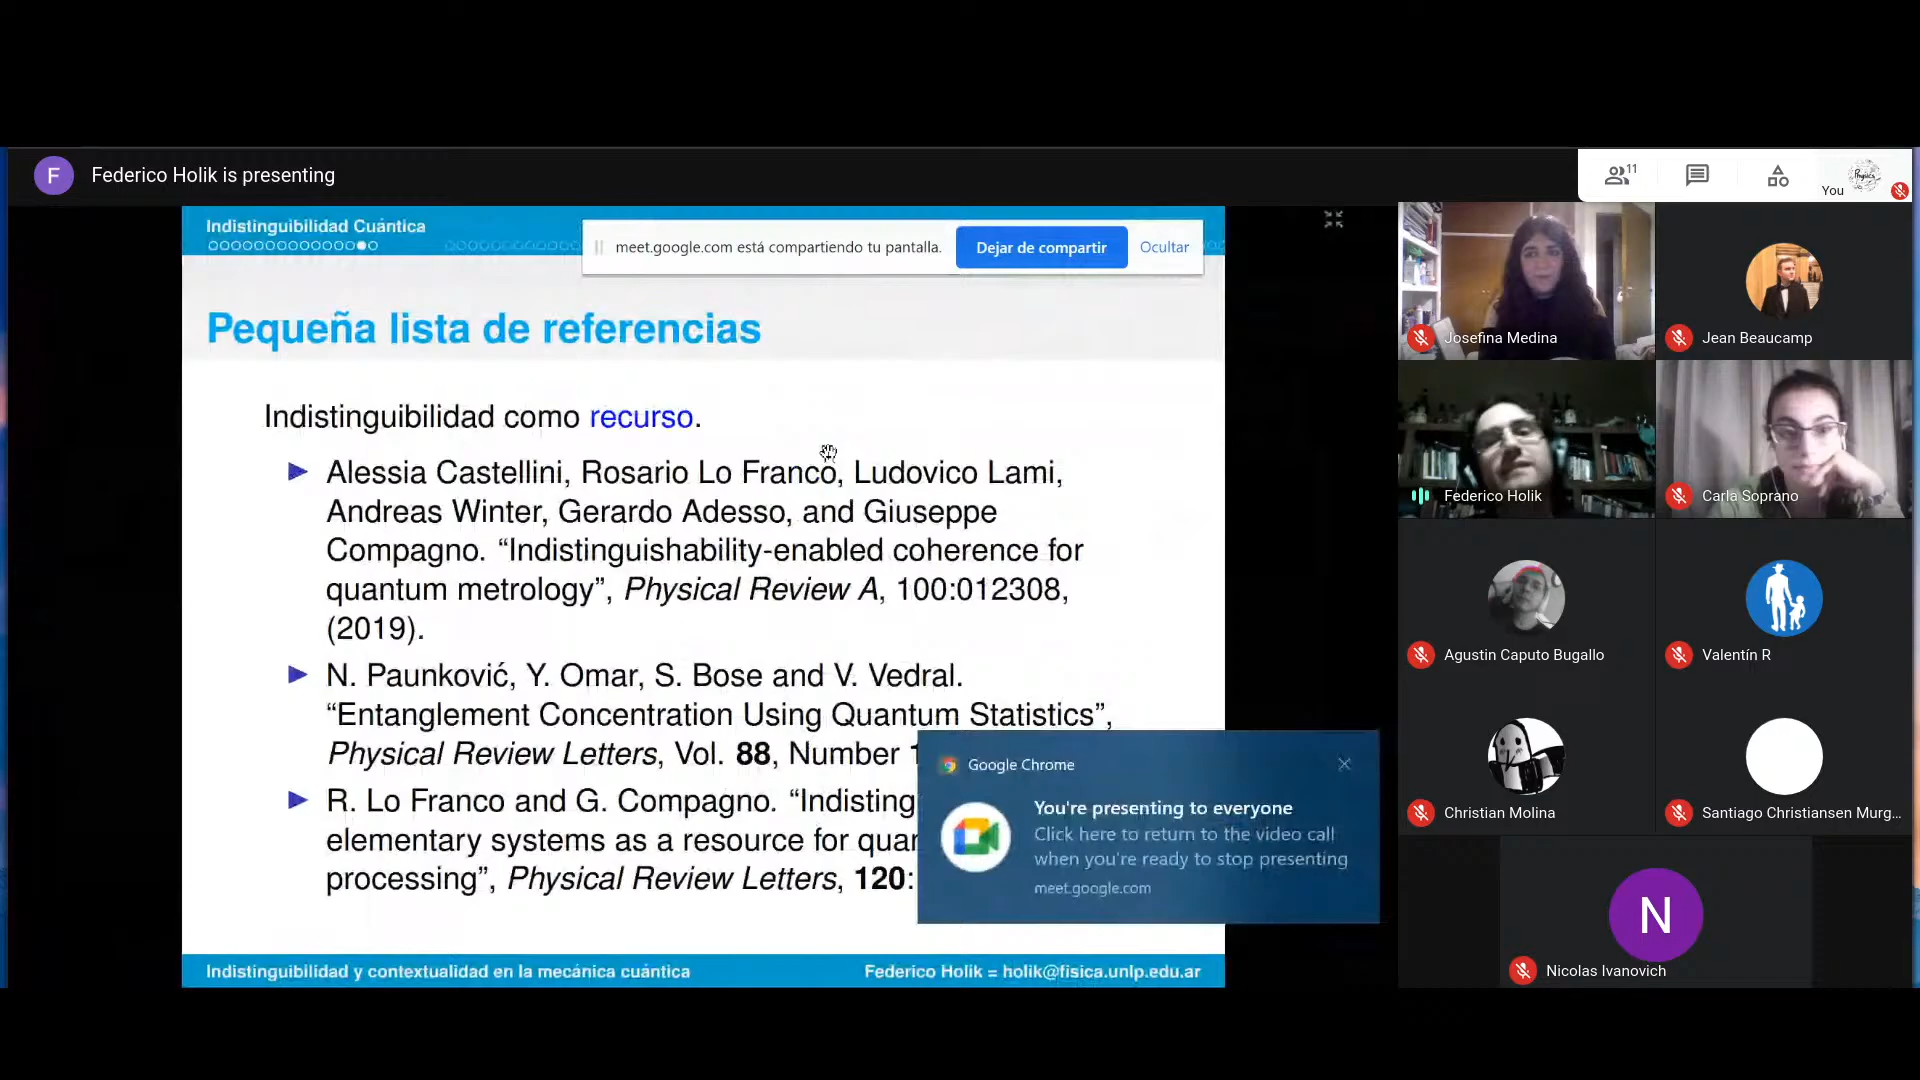 F
Federico Holik is presenting
11
You
Physics
Indistinguibilidad Cuántica
meet.google.com está compartiendo tu pantalla.
Dejar de compartir
Ocultar
Pequeña lista de referencias
Indistinguibilidad como recurso.
Alessia Castellini, Rosario Lo Franco, Ludovico Lami,
Andreas Winter, Gerardo Adesso, and Giuseppe
Compagno. “Indistinguishability-enabled coherence for
quantum metrology”, Physical Review A, 100:012308,
(2019).
N. Paunković, Y. Omar, S. Bose and V. Vedral.
“Entanglement Concentration Using Quantum Statistics”,
Physical Review Letters, Vol. 88, Number
R. Lo Franco and G. Compagno. “Indisting
elementary systems as a resource for quan
processing”, Physical Review Letters, 120:
Google Chrome
You're presenting to everyone
Click here to return to the video call
when you're ready to stop presenting
meet.google.com
Indistinguibilidad y contextualidad en la mecánica cuántica
Federico Holik = holik@fisica.unlp.edu.ar
Josefina Medina
Jean Beaucamp
Federico Holik
Carla Soprano
Agustin Caputo Bugallo
Valentín R
Christian Molina
Santiago Christiansen Murg...
N
Nicolas Ivanovich